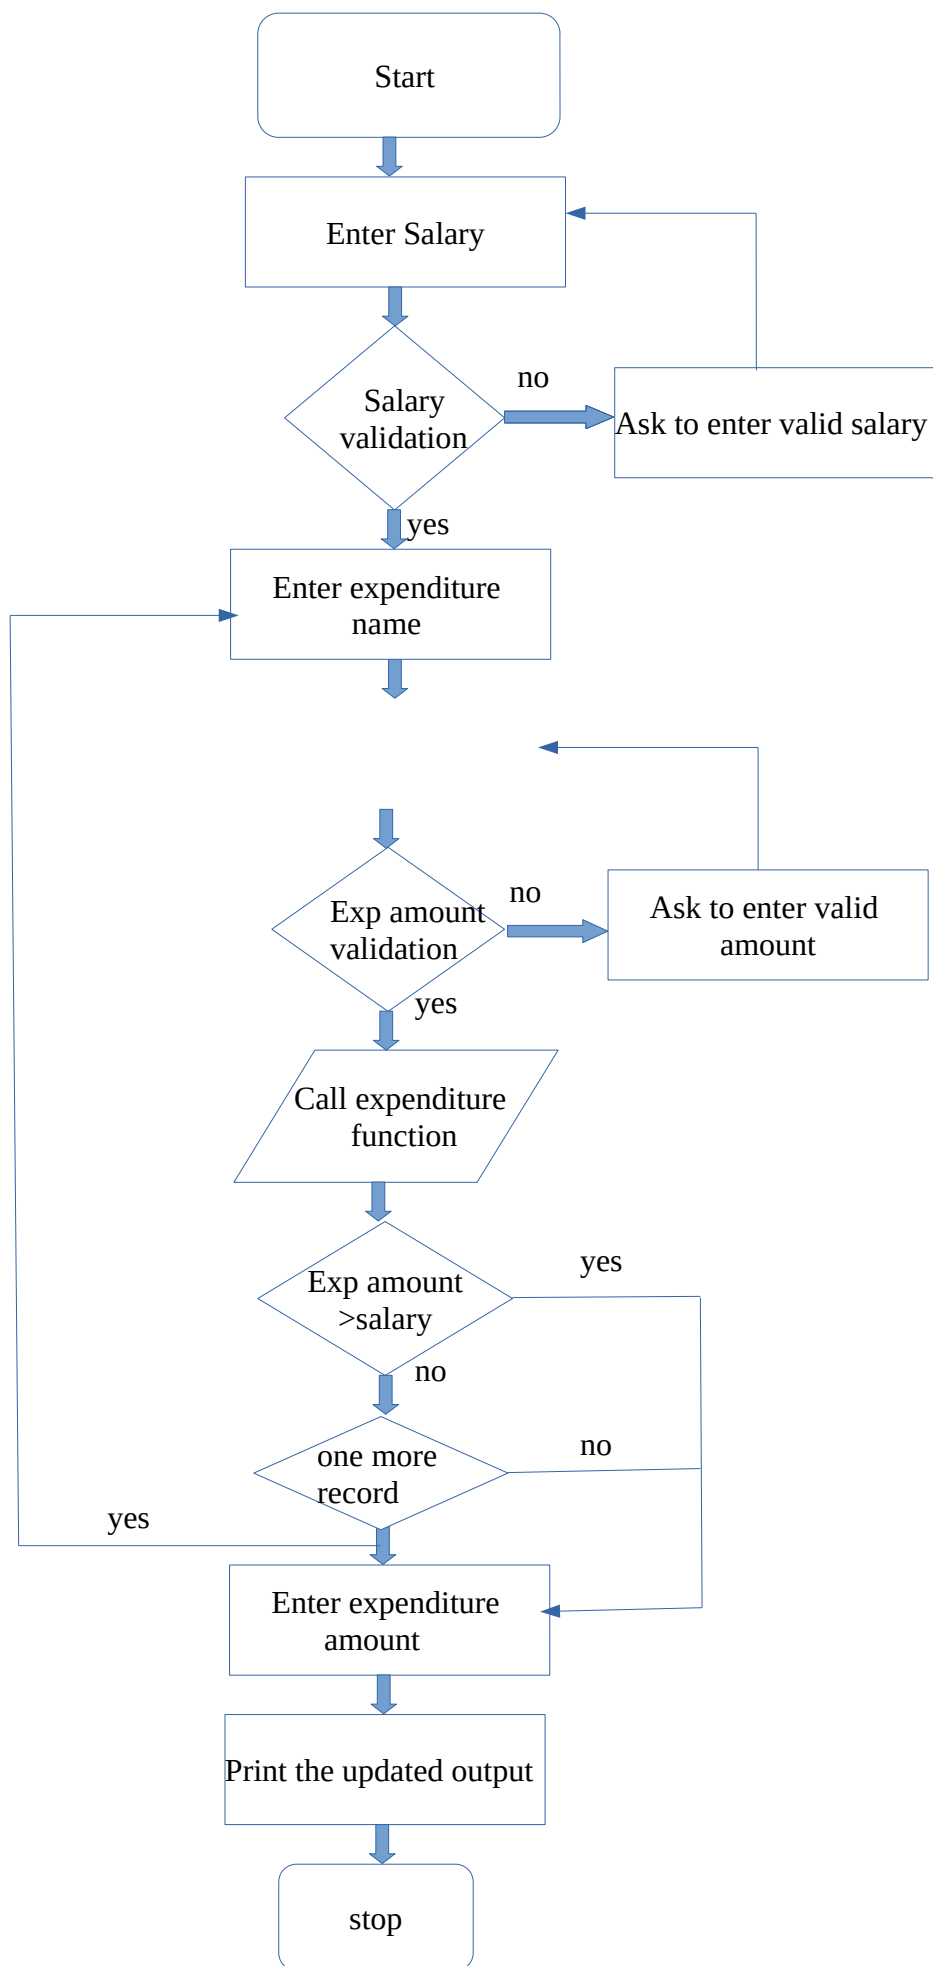 Start
Enter Salary
no
Salary
validation
Ask to enter valid salary
yes
Enter expenditure
name
no
Exp amount
validation
Ask to enter valid
amount
yes
Call expenditure
function
yes
Exp amount
>salary
no
no
one more
record
yes
Enter expenditure
amount
Print the updated output
stop